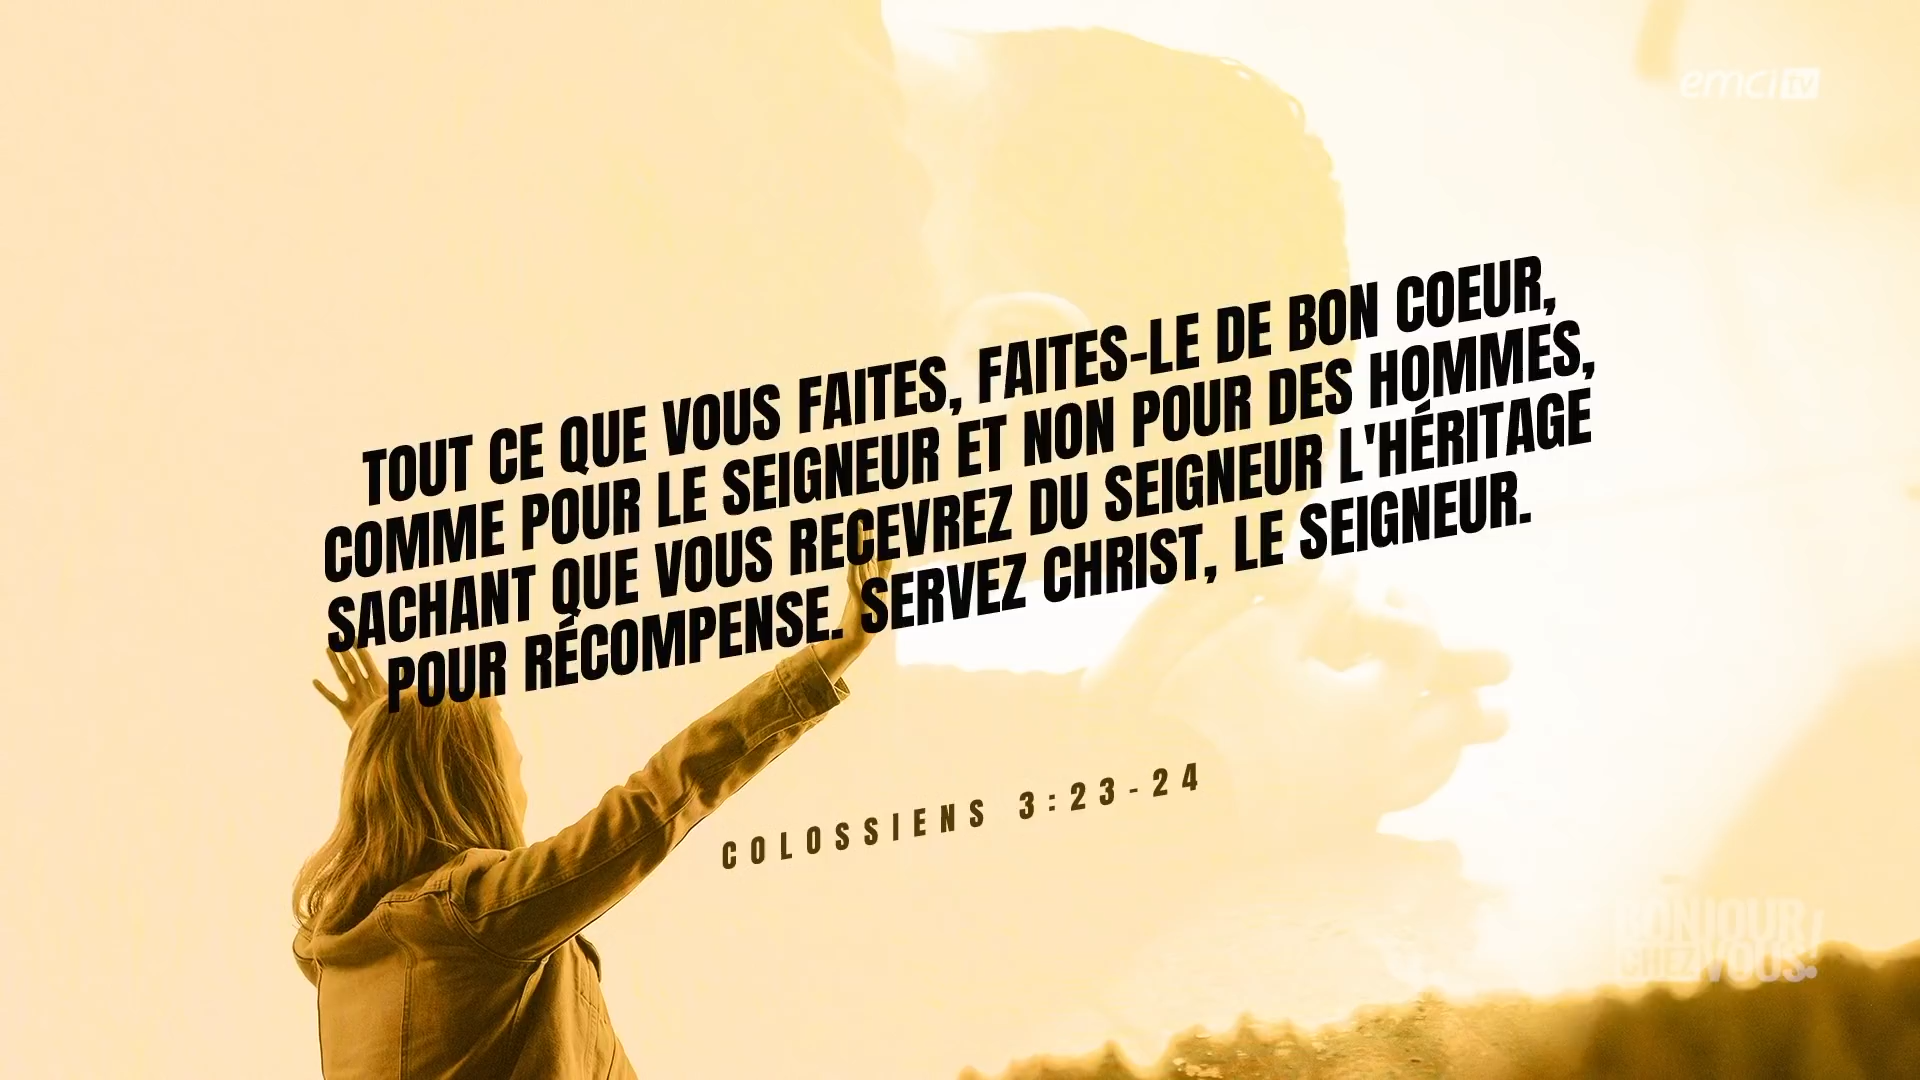 emci tv
TOUT CE QUE VOUS FAITES, FAITES-LE DE BON COEUR,
COMME POUR LE SEIGNEUR ET NON POUR DES HOMMES,
SACHANT QUE VOUS RECEVREZ DU SEIGNEUR L'HÉRITAGE
POUR RÉCOMPENSE. SERVEZ CHRIST, LE SEIGNEUR.
COLOSSIENS 3:23-24
BONJOUR
CHEZ VOUS!